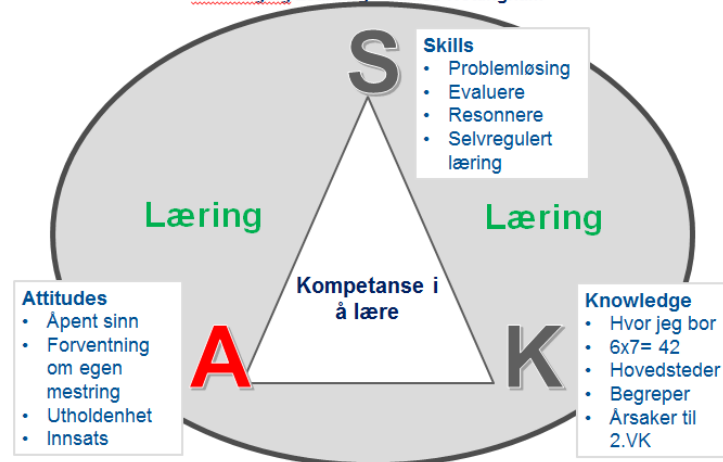 S
Skills
• Problemløsing
• Evaluere
• Resonnere
• Selvregulert
læring
Læring
Læring
Kompetanse i
å lære
Attitudes
• Åpent sinn
• Forventning
om egen
mestring
• Utholdenhet
• Innsats
A
K
Knowledge
• Hvor jeg bor
• 6x7= 42
• Hovedsteder
• Begreper
• Årsaker til
2.VK